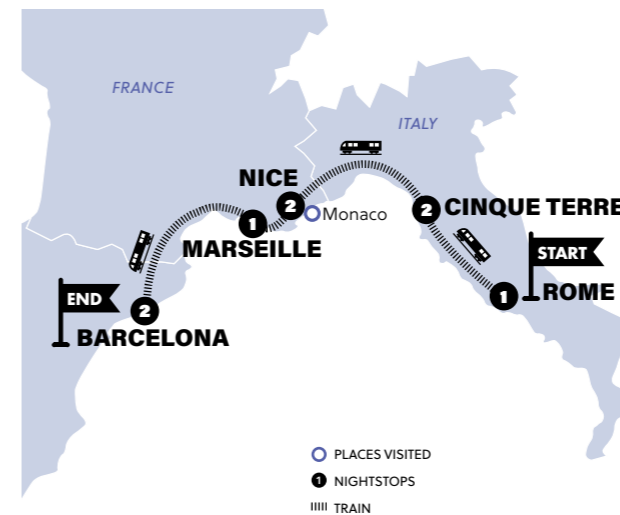 FRANCE
ITALY
NICE
2
Monaco
2 CINQUE TERRE
1
MARSEILLE
START
1 ROME
END
2
BARCELONA
PLACES VISITED
1 NIGHTSTOPS
TRAIN